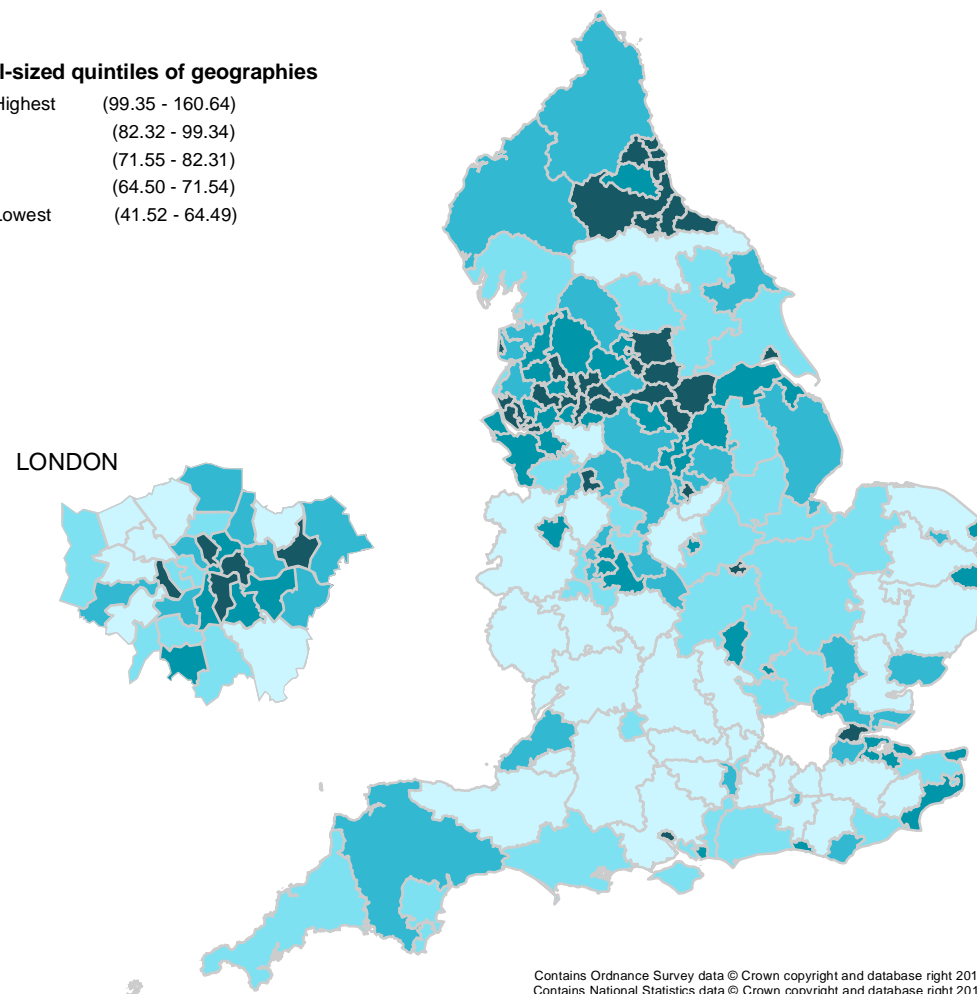 l-sized quintiles of geographies
Highest (99.35 - 160.64)
(82.32 - 99.34)
(71.55 - 82.31)
(64.50 - 71.54)
Lowest (41.52 - 64.49)
LONDON
Contains Ordnance Survey data © Crown copyright and database right 201
Contains National Statistics data © Crown copyright and database right 201